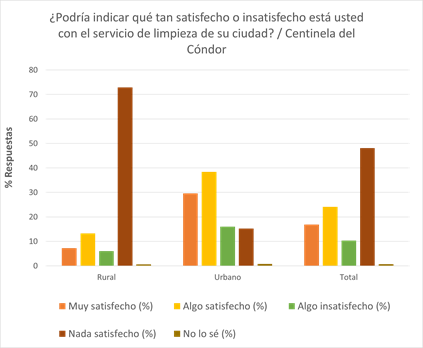 ¿Podría indicar qué tan satisfecho o insatisfecho está usted
con el servicio de limpieza de su ciudad? / Centinela del
Cóndor
% Respuestas
80
70
60
50
40
30
20
10
0
Rural Urbano Total
Muy satisfecho (%) Algo satisfecho (%) Algo insatisfecho (%)
Nada satisfecho (%) No lo sé (%)